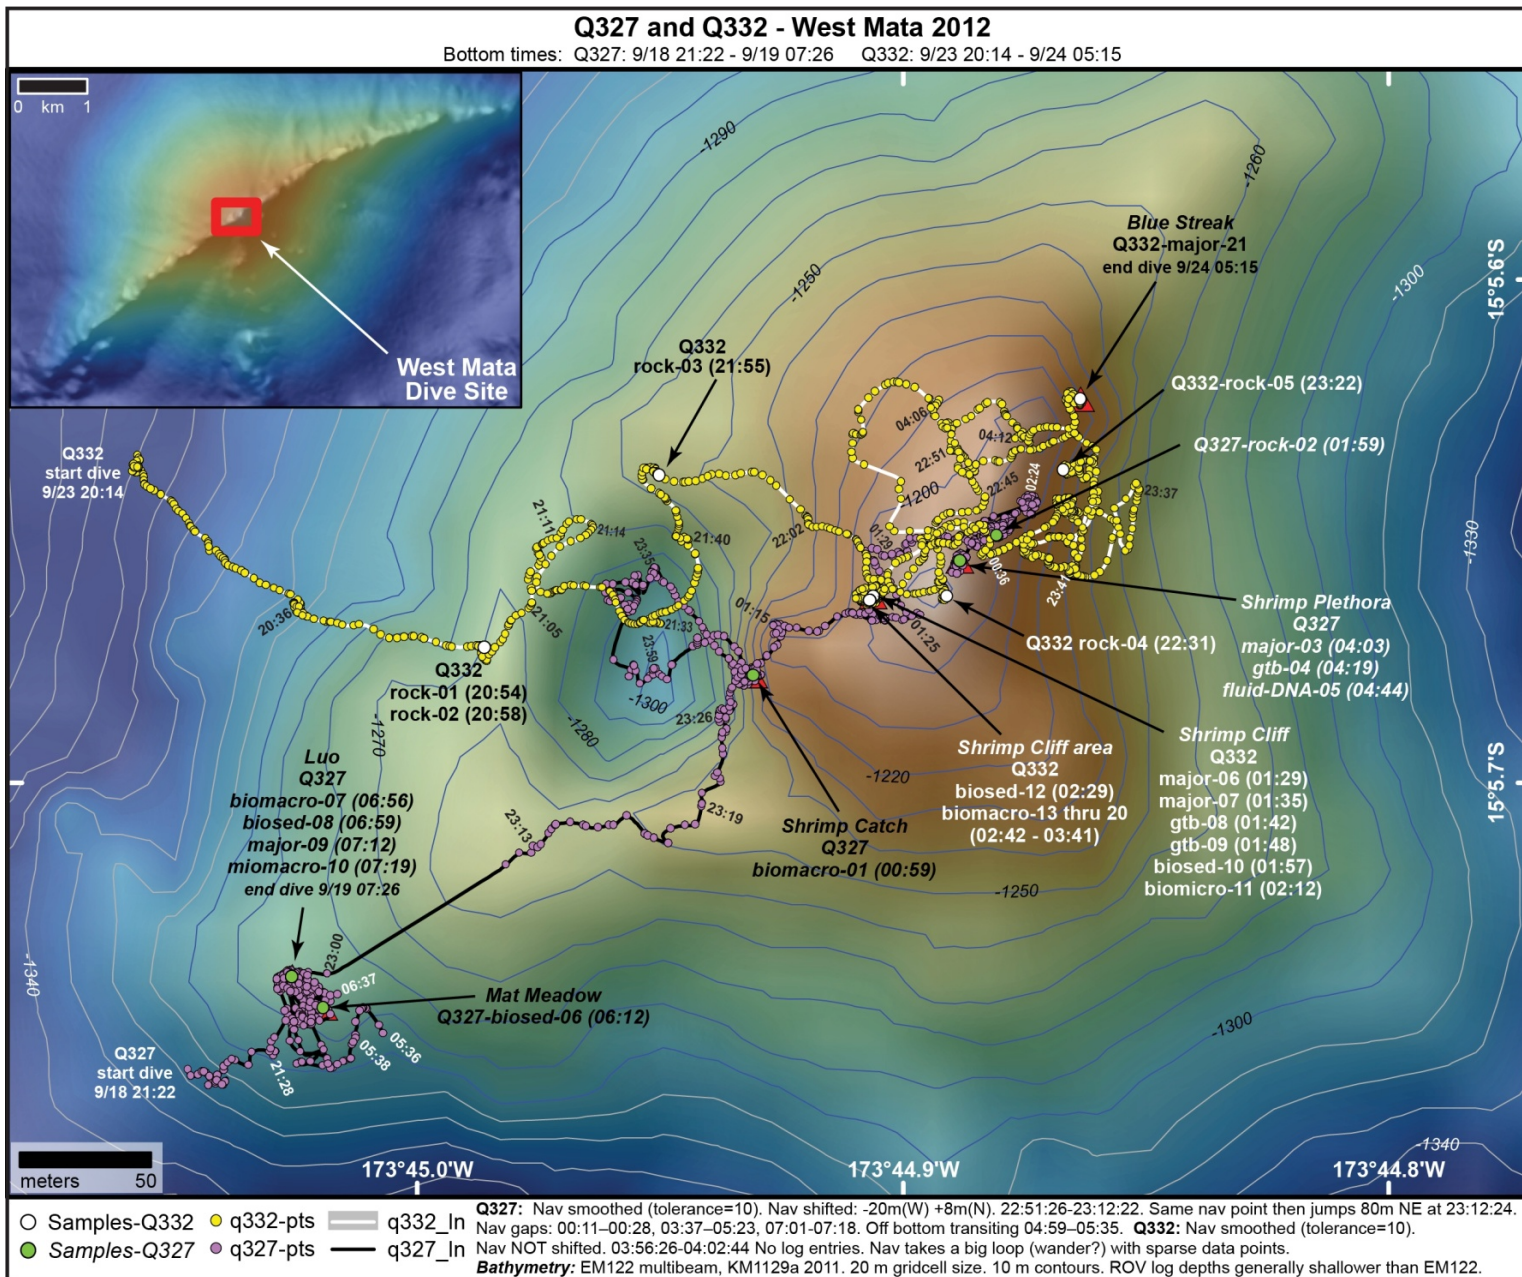 Q327 and Q332 - West Mata 2012
Bottom times: Q327: 9/18 21:22 - 9/19 07:26 Q332: 9/23 20:14 - 9/24 05:15
0 km 1
West Mata
Dive Site
-1290
-1260
-1250
-1300
15°5.6'S
Blue Streak
Q332-major-21
end dive 9/24 05:15
Q332
rock-03 (21:55)
Q332-rock-05 (23:22)
Q327-rock-02 (01:59)
Q332
start dive
9/23 20:14
04:06
04:12
22:51
22:45
02:24
23:37
-1200
21:11
21:14
21:40
22:02
01:29
00:36
23:41
-1330
23:35
20:36
21:05
21:33
01:15
01:25
23:59
Shrimp Plethora
Q327
major-03 (04:03)
gtb-04 (04:19)
fluid-DNA-05 (04:44)
Q332 rock-04 (22:31)
Q332
rock-01 (20:54)
rock-02 (20:58)
-1300
-1280
-1270
23:26
Shrimp Cliff area
Q332
biosed-12 (02:29)
biomacro-13 thru 20
(02:42 - 03:41)
Shrimp Cliff
Q332
major-06 (01:29)
major-07 (01:35)
gtb-08 (01:42)
gtb-09 (01:48)
biosed-10 (01:57)
biomicro-11 (02:12)
15°5.7'S
-1220
Luo
Q327
biomacro-07 (06:56)
biosed-08 (06:59)
major-09 (07:12)
miomacro-10 (07:19)
end dive 9/19 07:26
23:13
23:19
Shrimp Catch
Q327
biomacro-01 (00:59)
-1250
-1340
23:00
06:37
Mat Meadow
Q327-biosed-06 (06:12)
-1300
Q327
start dive
9/18 21:22
21:28
05:38
05:36
-1340
meters 50
173°45.0'W
173°44.9'W
173°44.8'W
Samples-Q332 q332-pts q332_ln
Samples-Q327 q327-pts q327_ln
Q327: Nav smoothed (tolerance=10). Nav shifted: -20m(W) +8m(N). 22:51:26-23:12:22. Same nav point then jumps 80m NE at 23:12:24.
Nav gaps: 00:11–00:28, 03:37–05:23, 07:01-07:18. Off bottom transiting 04:59–05:35. Q332: Nav smoothed (tolerance=10).
Nav NOT shifted. 03:56:26-04:02:44 No log entries. Nav takes a big loop (wander?) with sparse data points.
Bathymetry: EM122 multibeam, KM1129a 2011. 20 m gridcell size. 10 m contours. ROV log depths generally shallower than EM122.